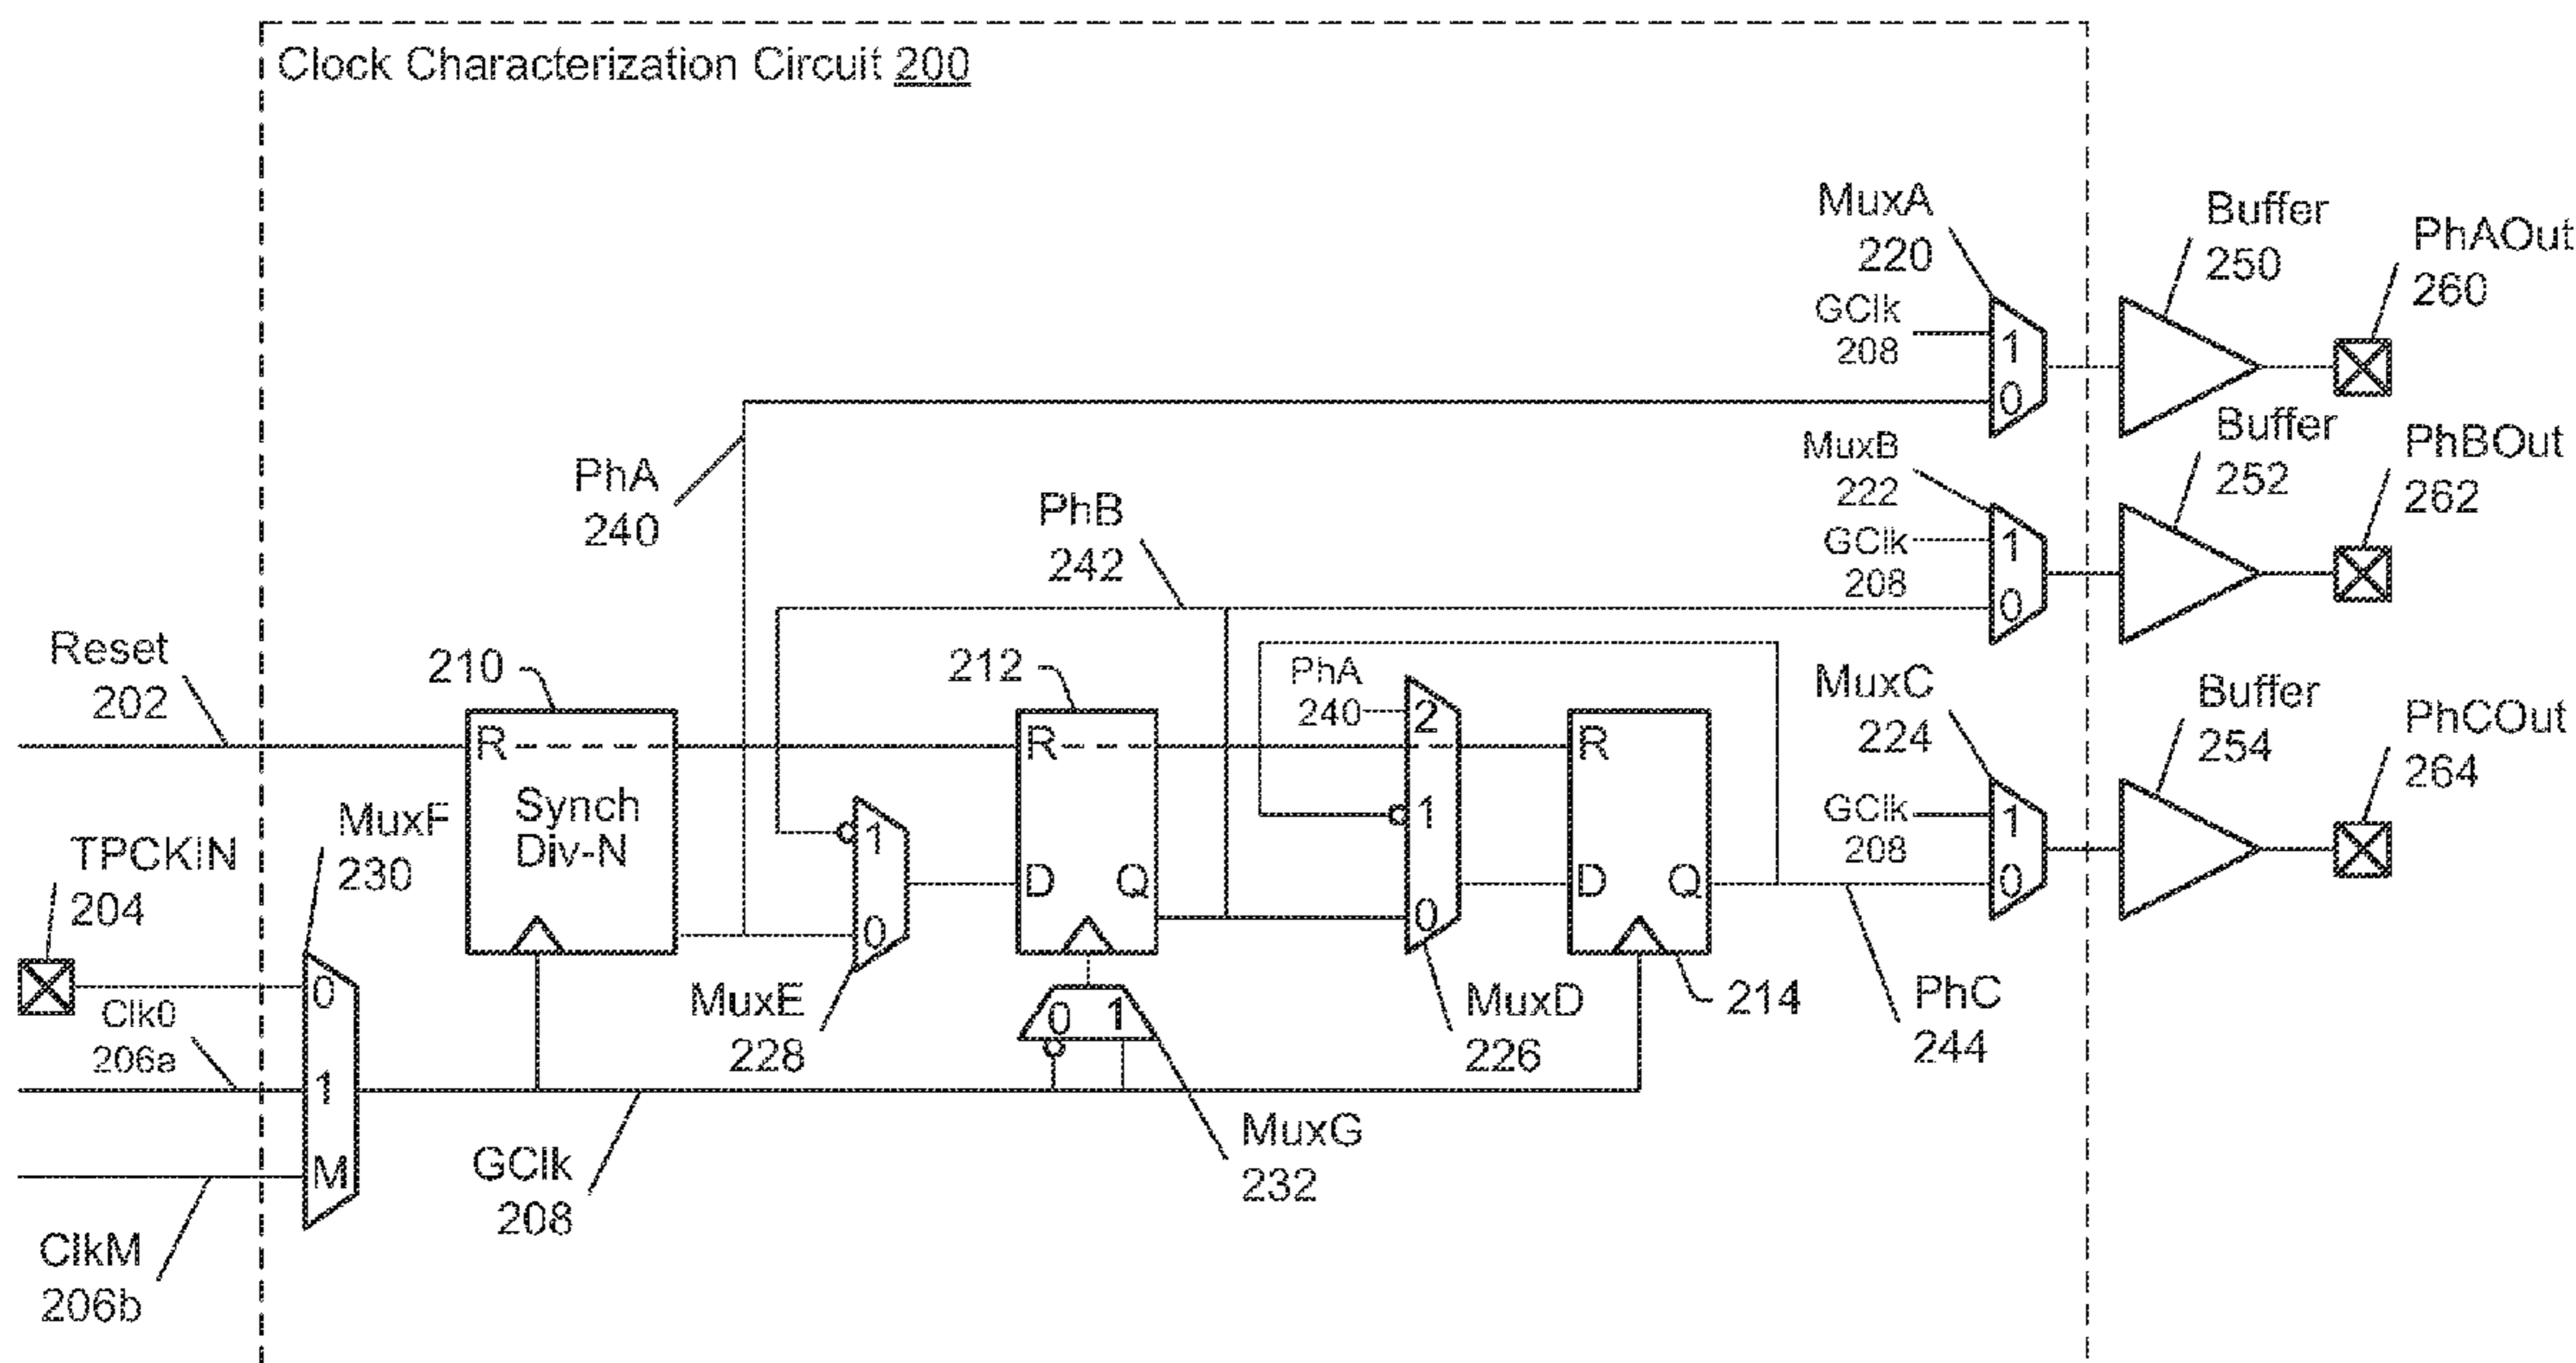 Clock Characterization Circuit 200
MuxA
220
Buffer
250
PhAOut
260
GClk
208
1
0
MuxB
222
Buffer
252
PhBOut
262
GClk
208
1
0
PhA
240
PhB
242
Reset
202
210
212
PhA
240
MuxC
224
Buffer
254
PhCOut
264
R
R
2
R
Synch
Div-N
1
1
GClk
208
1
0
TPCKIN
204
MuxF
230
D
Q
D
Q
0
0
0
Clk0
206a
MuxE
228
0
1
MuxD
226
214
PhC
244
1
M
GClk
208
MuxG
232
ClkM
206b